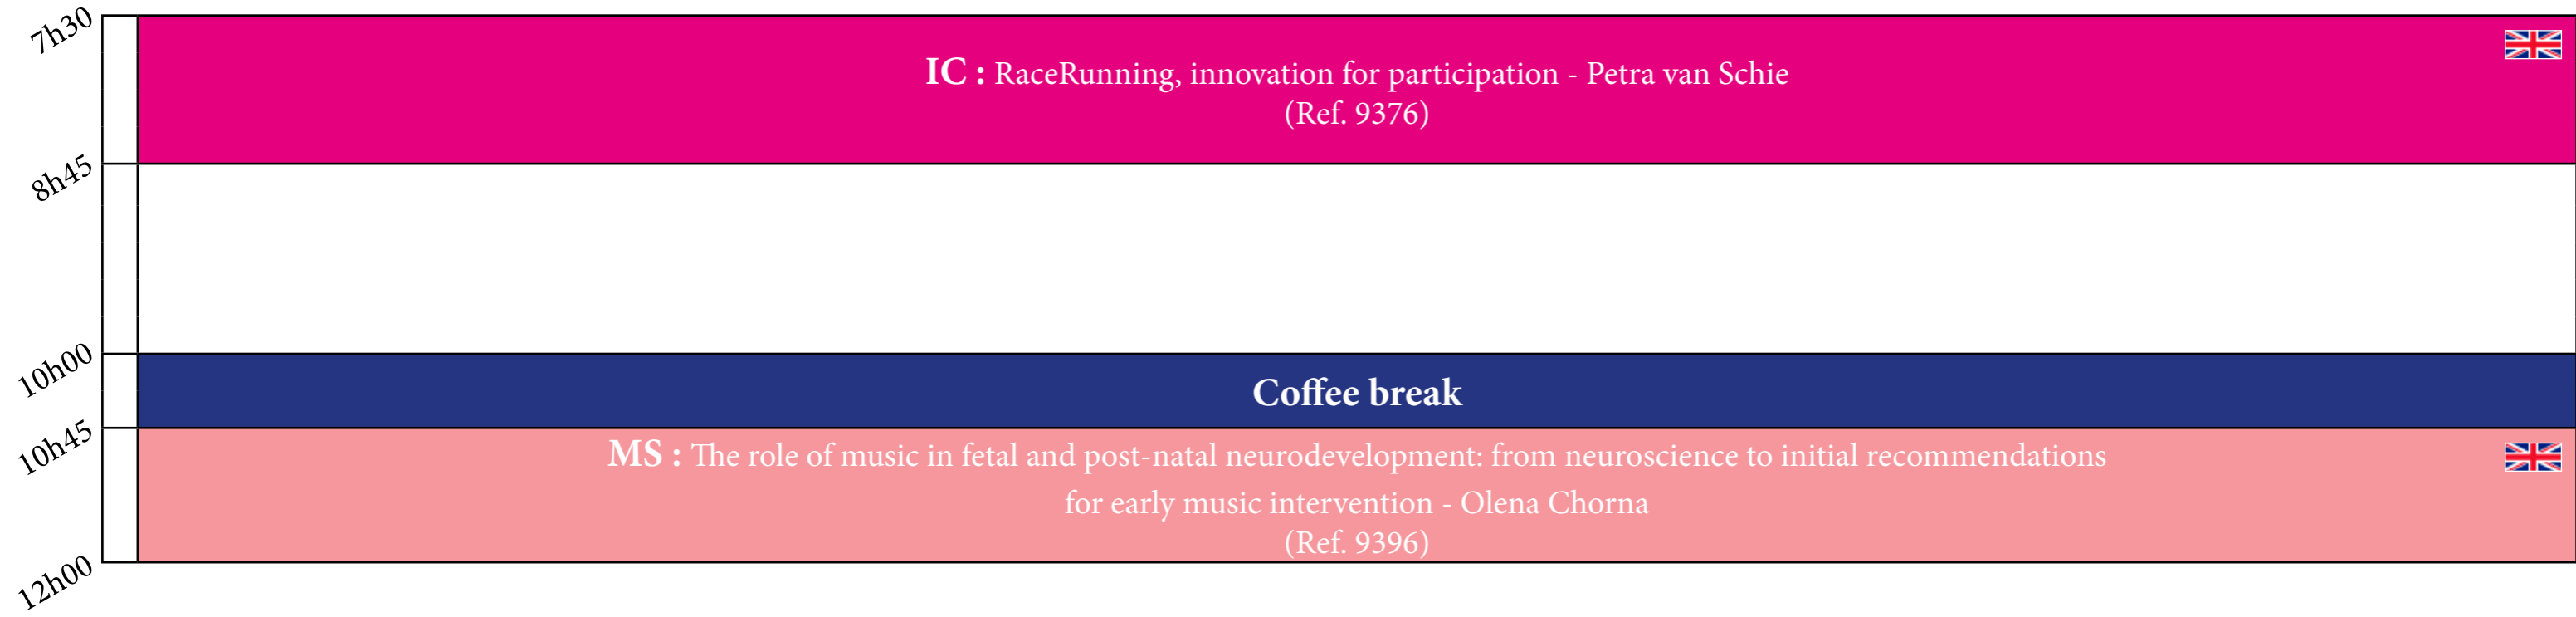 7h30
IC : RaceRunning, innovation for participation - Petra van Schie
(Ref. 9376)
8h45
10h00
Coffee break
10h45
MS : The role of music in fetal and post-natal neurodevelopment: from neuroscience to initial recommendations
for early music intervention - Olena Chorna
(Ref. 9396)
12h00